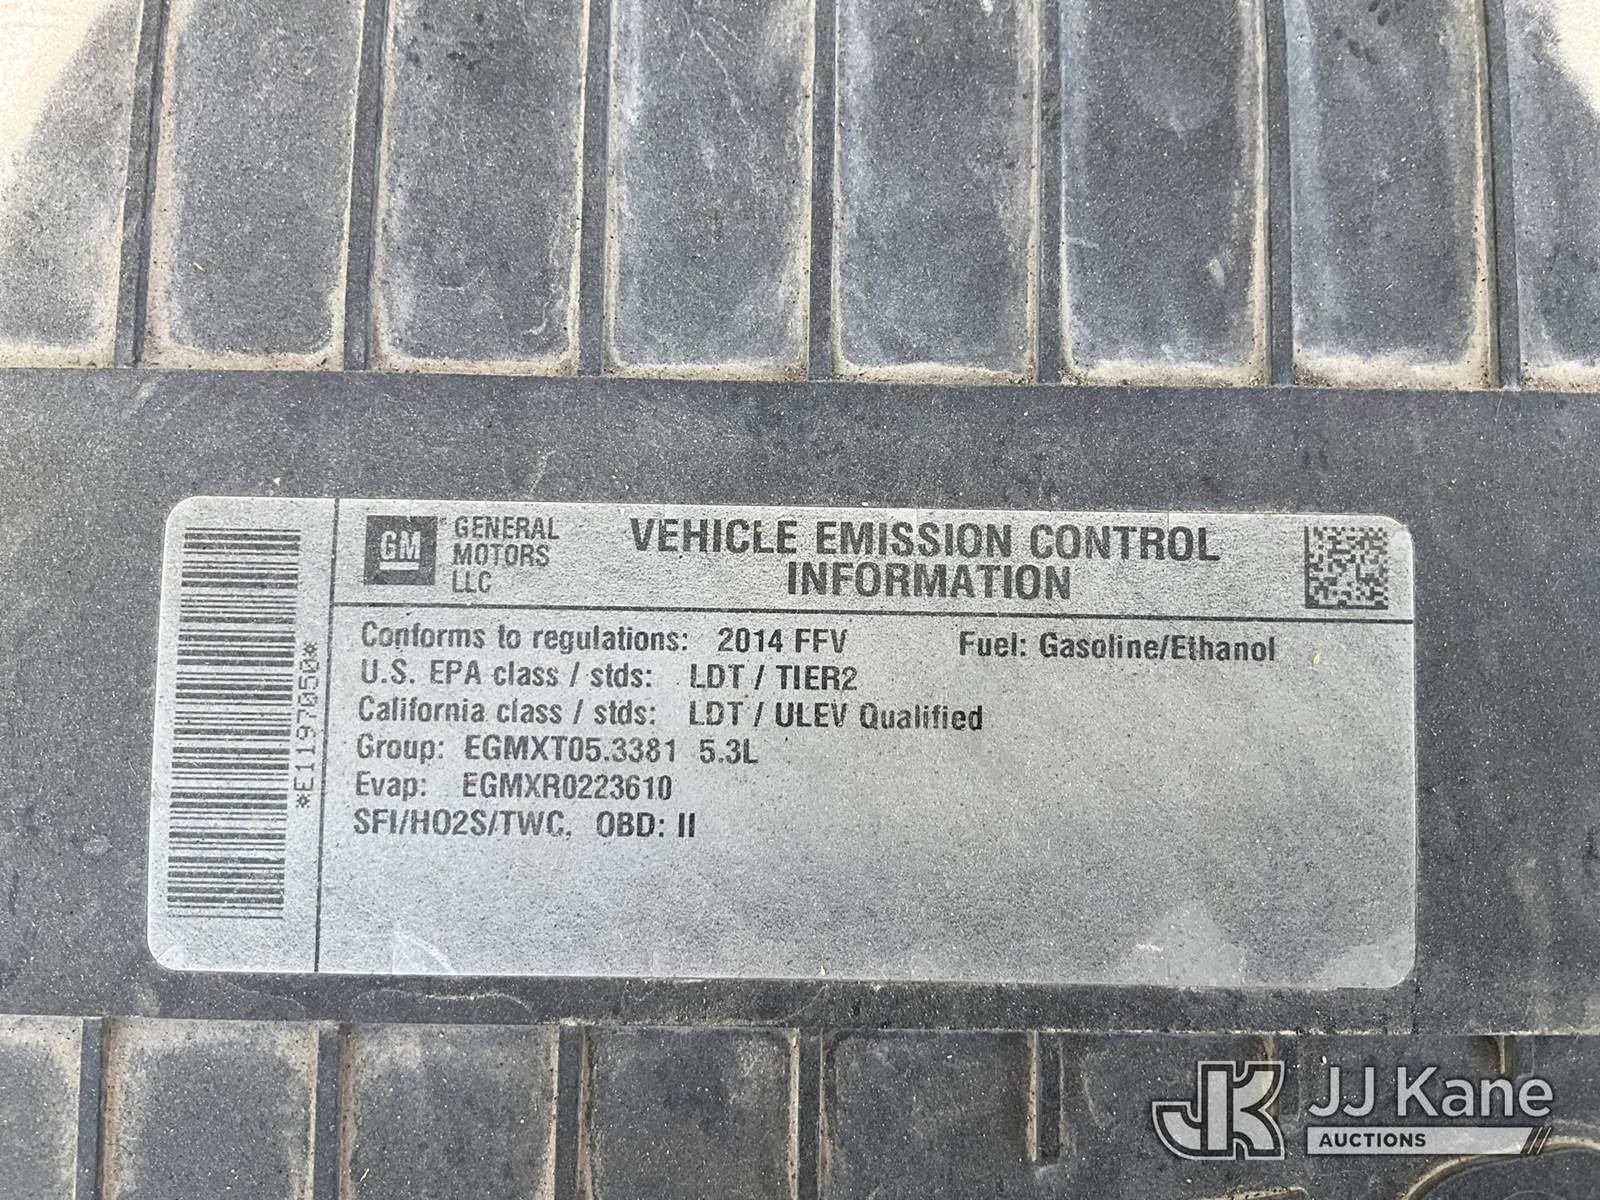 GM GENERAL
MOTORS
LLC
VEHICLE EMISSION CONTROL
INFORMATION
Conforms to regulations: 2014 FFV Fuel: Gasoline/Ethanol
U.S. EPA class / stds: LDT / TIER2
California class / stds: LDT / ULEV Qualified
Group: EGMXT05.3381 5.3L
Evap: EGMXR0223610
SFI/HO2S/TWC, OBD: II
*E1197050*
JK JJ Kane
AUCTIONS